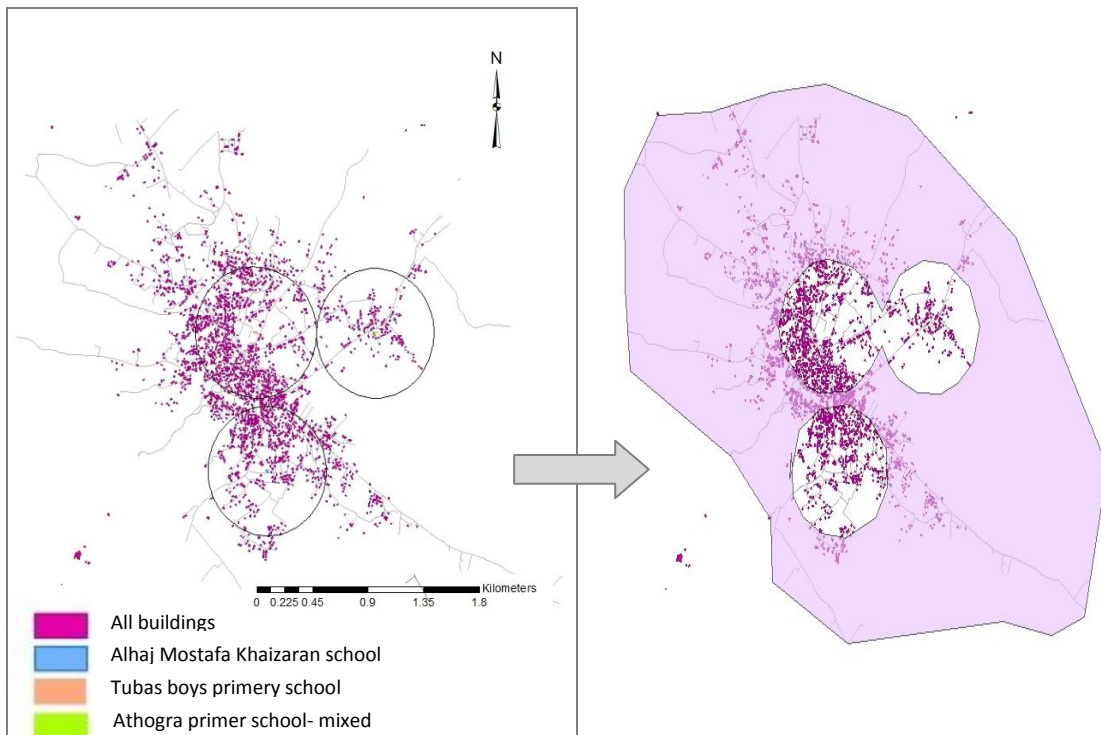 N
Kilometers
0 0.225 0.45 0.9 1.35 1.8
All buildings
Alhaj Mostafa Khaizaran school
Tubas boys primery school
Athogra primer school- mixed